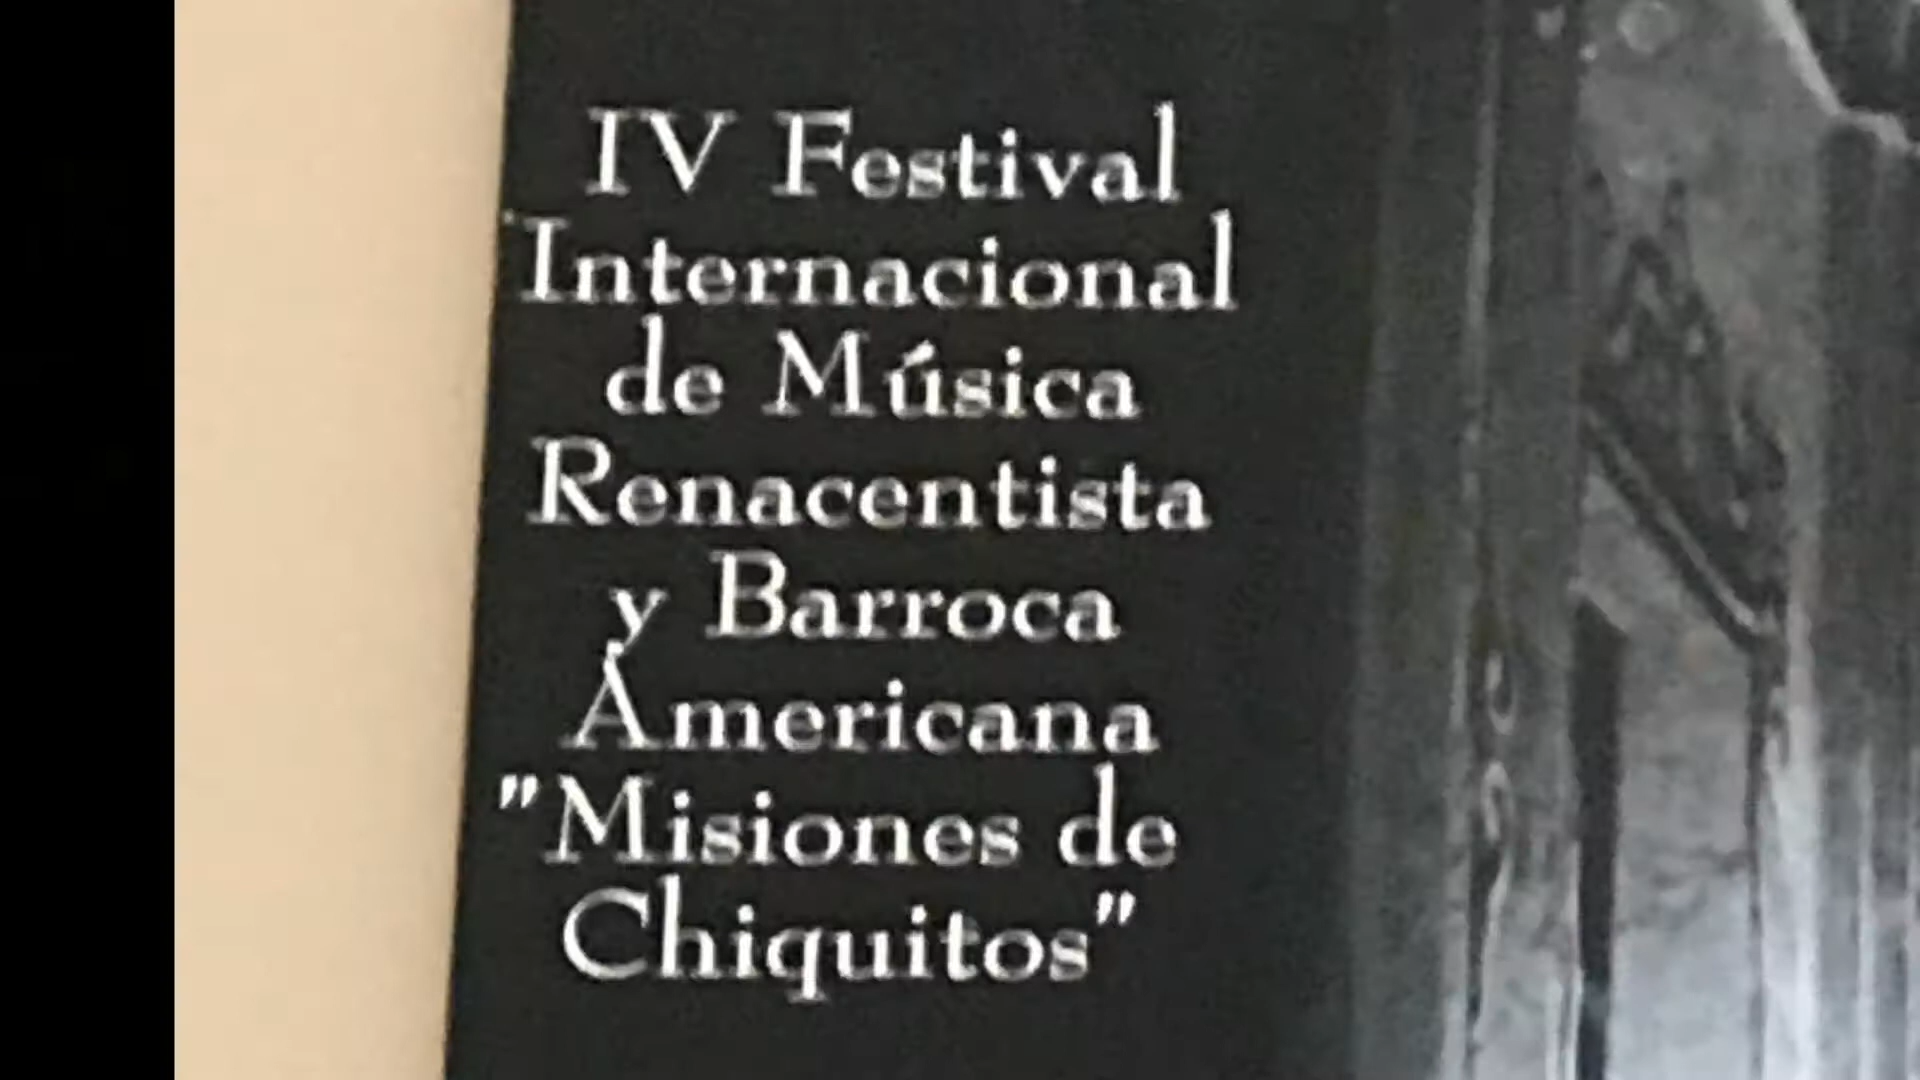 IV Festival
Internacional
de Música
Renacentista
y Barroca
Americana
"Misiones de
Chiquitos"